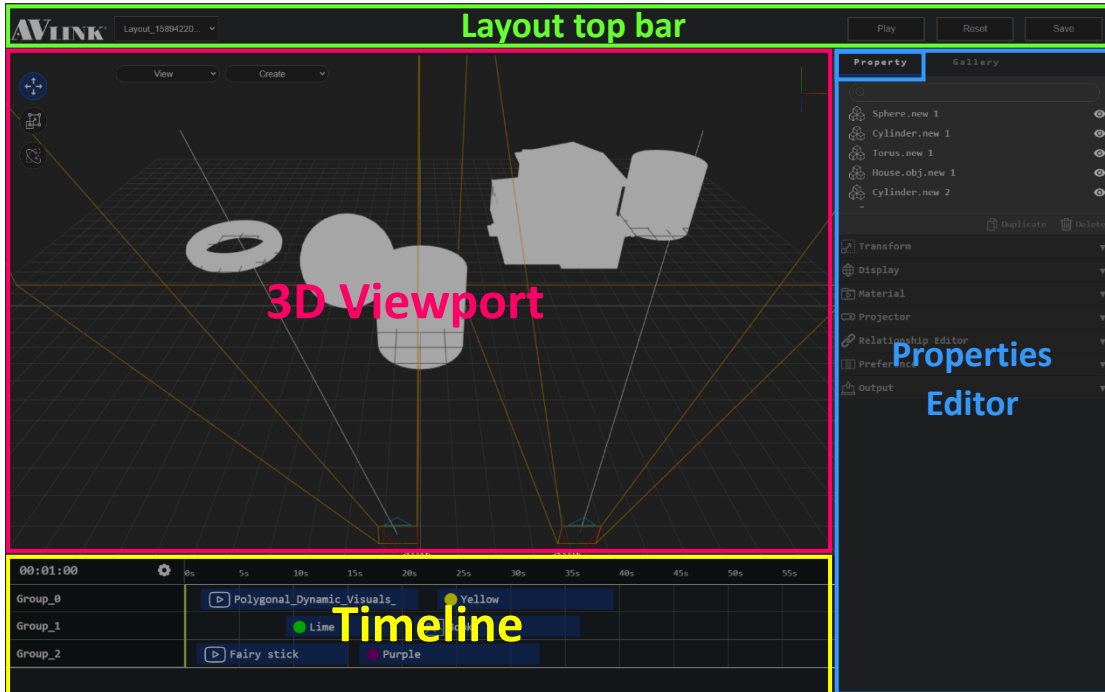 AVLINK
Layout_15894220...
Layout top bar
Play
Reset
Save
View
Create
Property
Gallery
Sphere.new 1
Cylinder.new 1
Torus.new 1
House.obj.new 1
Cylinder.new 2
Duplicate
Delete
Transform
Display
Material
Projector
Relationship Editor
Preference
Output
3D Viewport
Properties
Editor
00:01:00
0s 5s 10s 15s 20s 25s 30s 35s 40s 45s 50s 55s
Group_0
Polygonal_Dynamic_Visuals_
Yellow
Group_1
Lime
Timeline
Group_2
Fairy stick
Purple